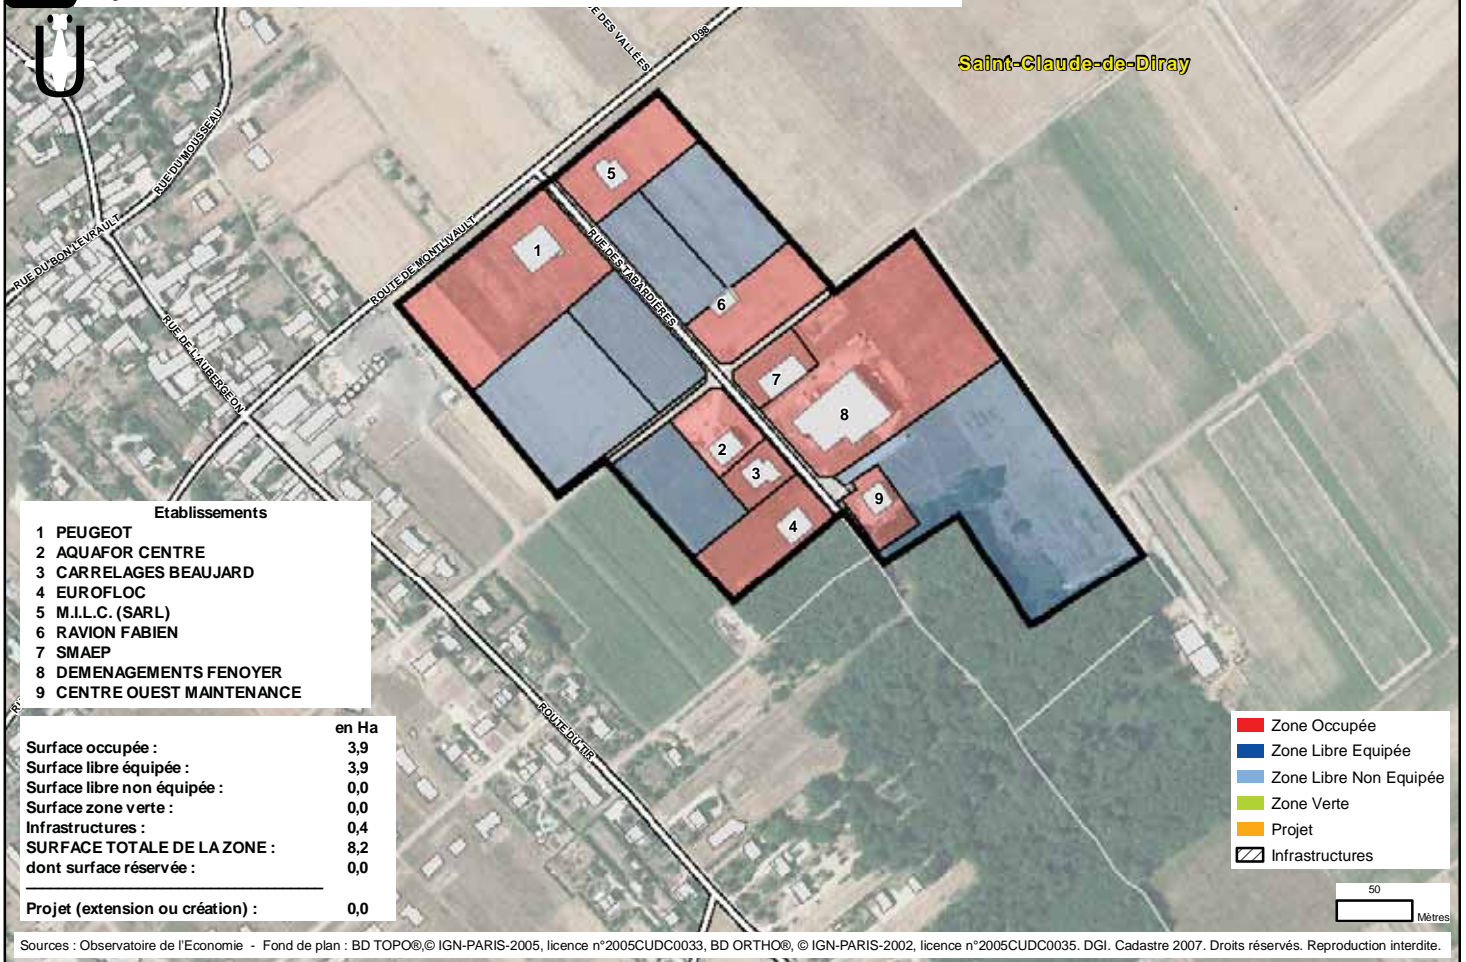 Saint-Claude-de-Diray
D98
RUE DU MOUSSEAU
RUE DU BON LEVRAULT
ROUTE DE MONTLIVAULT
RUE DE L'AUBERGEON
RUE DES TABARDIÈRES
ROUTE DU TIR
DES VALLÉES
5
1
6
7
8
2
3
9
4
Etablissements
1 PEUGEOT
2 AQUAFOR CENTRE
3 CARRELAGES BEAUJARD
4 EUROFLOC
5 M.I.L.C. (SARL)
6 RAVION FABIEN
7 SMAEP
8 DEMENAGEMENTS FENOYER
9 CENTRE OUEST MAINTENANCE
en Ha
Surface occupée : 3,9
Surface libre équipée : 3,9
Surface libre non équipée : 0,0
Surface zone verte : 0,0
Infrastructures : 0,4
SURFACE TOTALE DE LA ZONE : 8,2
dont surface réservée : 0,0
Projet (extension ou création) : 0,0
Zone Occupée
Zone Libre Equipée
Zone Libre Non Equipée
Zone Verte
Projet
Infrastructures
50
Mètres
Sources : Observatoire de l'Economie - Fond de plan : BD TOPO®,© IGN-PARIS-2005, licence n°2005CUDC0033, BD ORTHO®, © IGN-PARIS-2002, licence n°2005CUDC0035. DGI. Cadastre 2007. Droits réservés. Reproduction interdite.